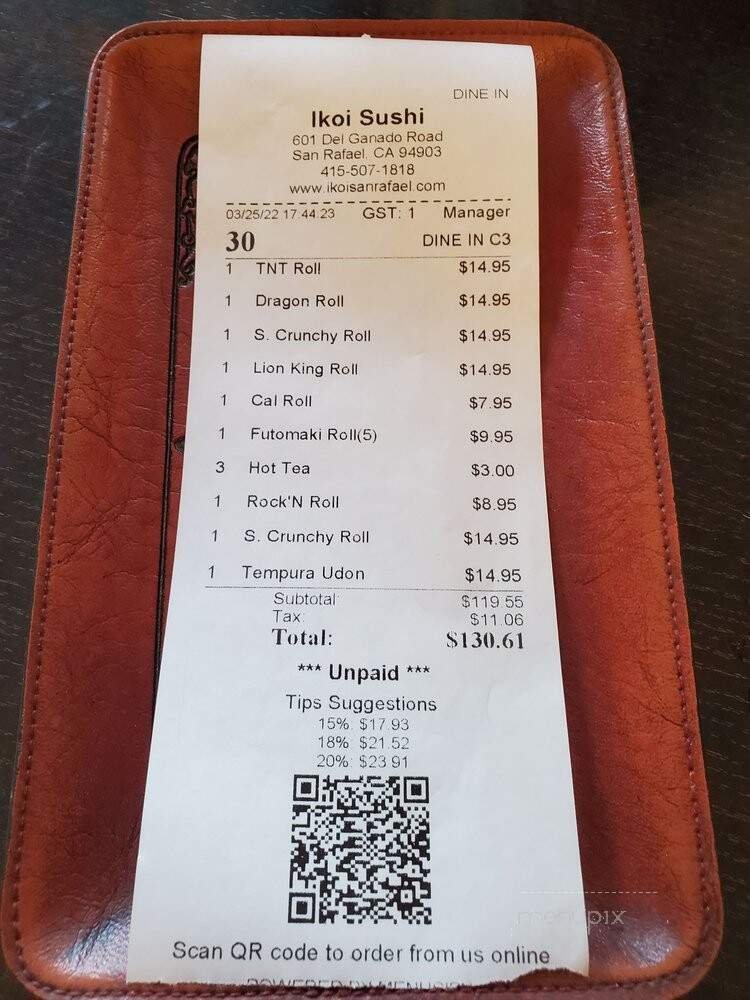 DINE IN
Ikoi Sushi
601 Del Ganado Road
San Rafael, CA 94903
415-507-1818
www.ikoisanrafael.com
03/25/22 17:44:23 GST: 1 Manager
30 DINE IN C3
1 TNT Roll $14.95
1 Dragon Roll $14.95
1 S. Crunchy Roll $14.95
1 Lion King Roll $14.95
1 Cal Roll $7.95
1 Futomaki Roll(5) $9.95
3 Hot Tea $3.00
1 Rock'N Roll $8.95
1 S. Crunchy Roll $14.95
1 Tempura Udon $14.95
Subtotal: $119.55
Tax: $11.06
Total: $130.61
*** Unpaid ***
Tips Suggestions
15%: $17.93
18%: $21.52
20%: $23.91
Scan QR code to order from us online
POWERED BY
menupix